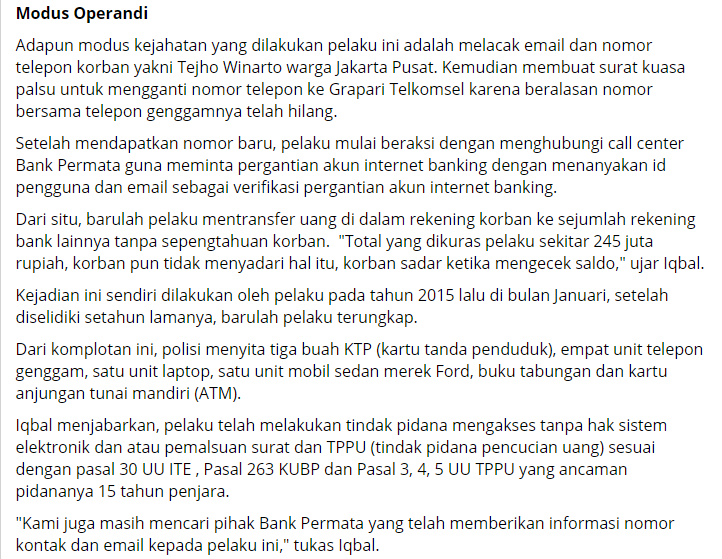 Modus Operandi
Adapun modus kejahatan yang dilakukan pelaku ini adalah melacak email dan nomor
telepon korban yakni Tejho Winarto warga Jakarta Pusat. Kemudian membuat surat kuasa
palsu untuk mengganti nomor telepon ke Grapari Telkomsel karena beralasan nomor
bersama telepon genggamnya telah hilang.
Setelah mendapatkan nomor baru, pelaku mulai beraksi dengan menghubungi call center
Bank Permata guna meminta pergantian akun internet banking dengan menanyakan id
pengguna dan email sebagai verifikasi pergantian akun internet banking.
Dari situ, barulah pelaku mentransfer uang di dalam rekening korban ke sejumlah rekening
bank lainnya tanpa sepengtahuan korban.  "Total yang dikuras pelaku sekitar 245 juta
rupiah, korban pun tidak menyadari hal itu, korban sadar ketika mengecek saldo," ujar Iqbal.
Kejadian ini sendiri dilakukan oleh pelaku pada tahun 2015 lalu di bulan Januari, setelah
diselidiki setahun lamanya, barulah pelaku terungkap.
Dari komplotan ini, polisi menyita tiga buah KTP (kartu tanda penduduk), empat unit telepon
genggam, satu unit laptop, satu unit mobil sedan merek Ford, buku tabungan dan kartu
anjungan tunai mandiri (ATM).
Iqbal menjabarkan, pelaku telah melakukan tindak pidana mengakses tanpa hak sistem
elektronik dan atau pemalsuan surat dan TPPU (tindak pidana pencucian uang) sesuai
dengan pasal 30 UU ITE , Pasal 263 KUBP dan Pasal 3, 4, 5 UU TPPU yang ancaman
pidananya 15 tahun penjara.
"Kami juga masih mencari pihak Bank Permata yang telah memberikan informasi nomor
kontak dan email kepada pelaku ini," tukas Iqbal.